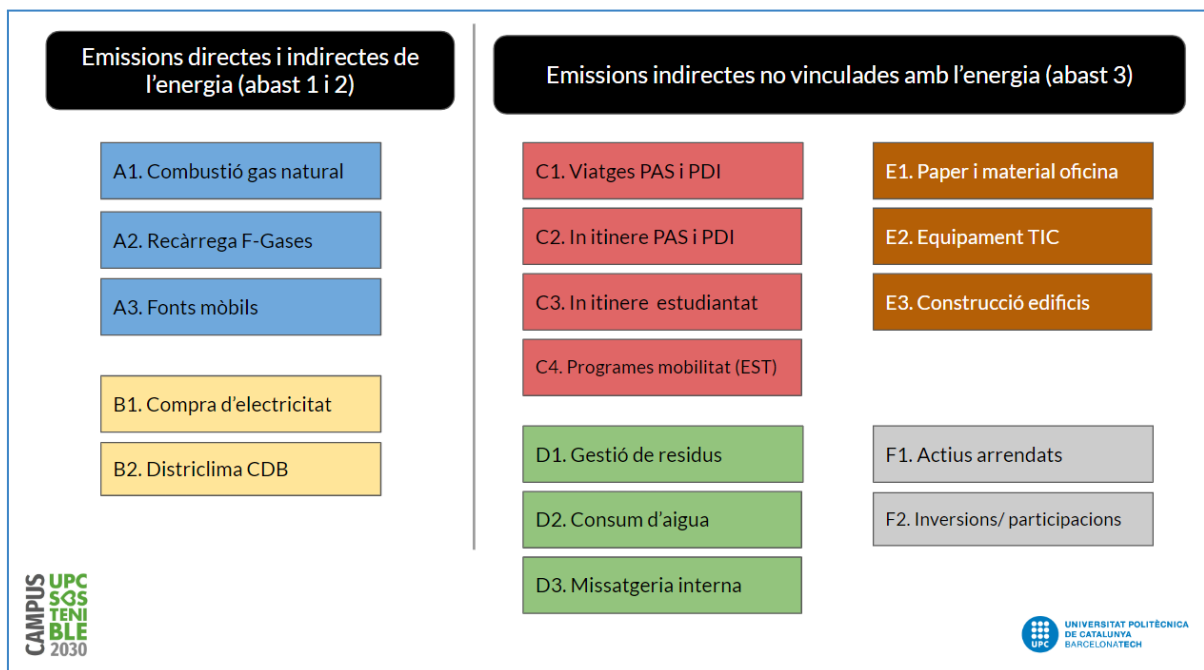 Emissions directes i indirectes de
l'energia (abast 1 i 2)
A1. Combustió gas natural
A2. Recàrrega F-Gases
A3. Fonts mòbils
B1. Compra d'electricitat
B2. Districlima CDB
Emissions indirectes no vinculades amb l'energia (abast 3)
C1. Viatges PAS i PDI
C2. In itinere PAS i PDI
C3. In itinere estudiantat
C4. Programes mobilitat (EST)
D1. Gestió de residus
D2. Consum d'aigua
D3. Missatgeria interna
E1. Paper i material oficina
E2. Equipament TIC
E3. Construcció edificis
F1. Actius arrendats
F2. Inversions/ participacions
CAMPUS
UPC
SOSTENIBLE
2030
UPC
UNIVERSITAT POLITÈCNICA
DE CATALUNYA
BARCELONATECH